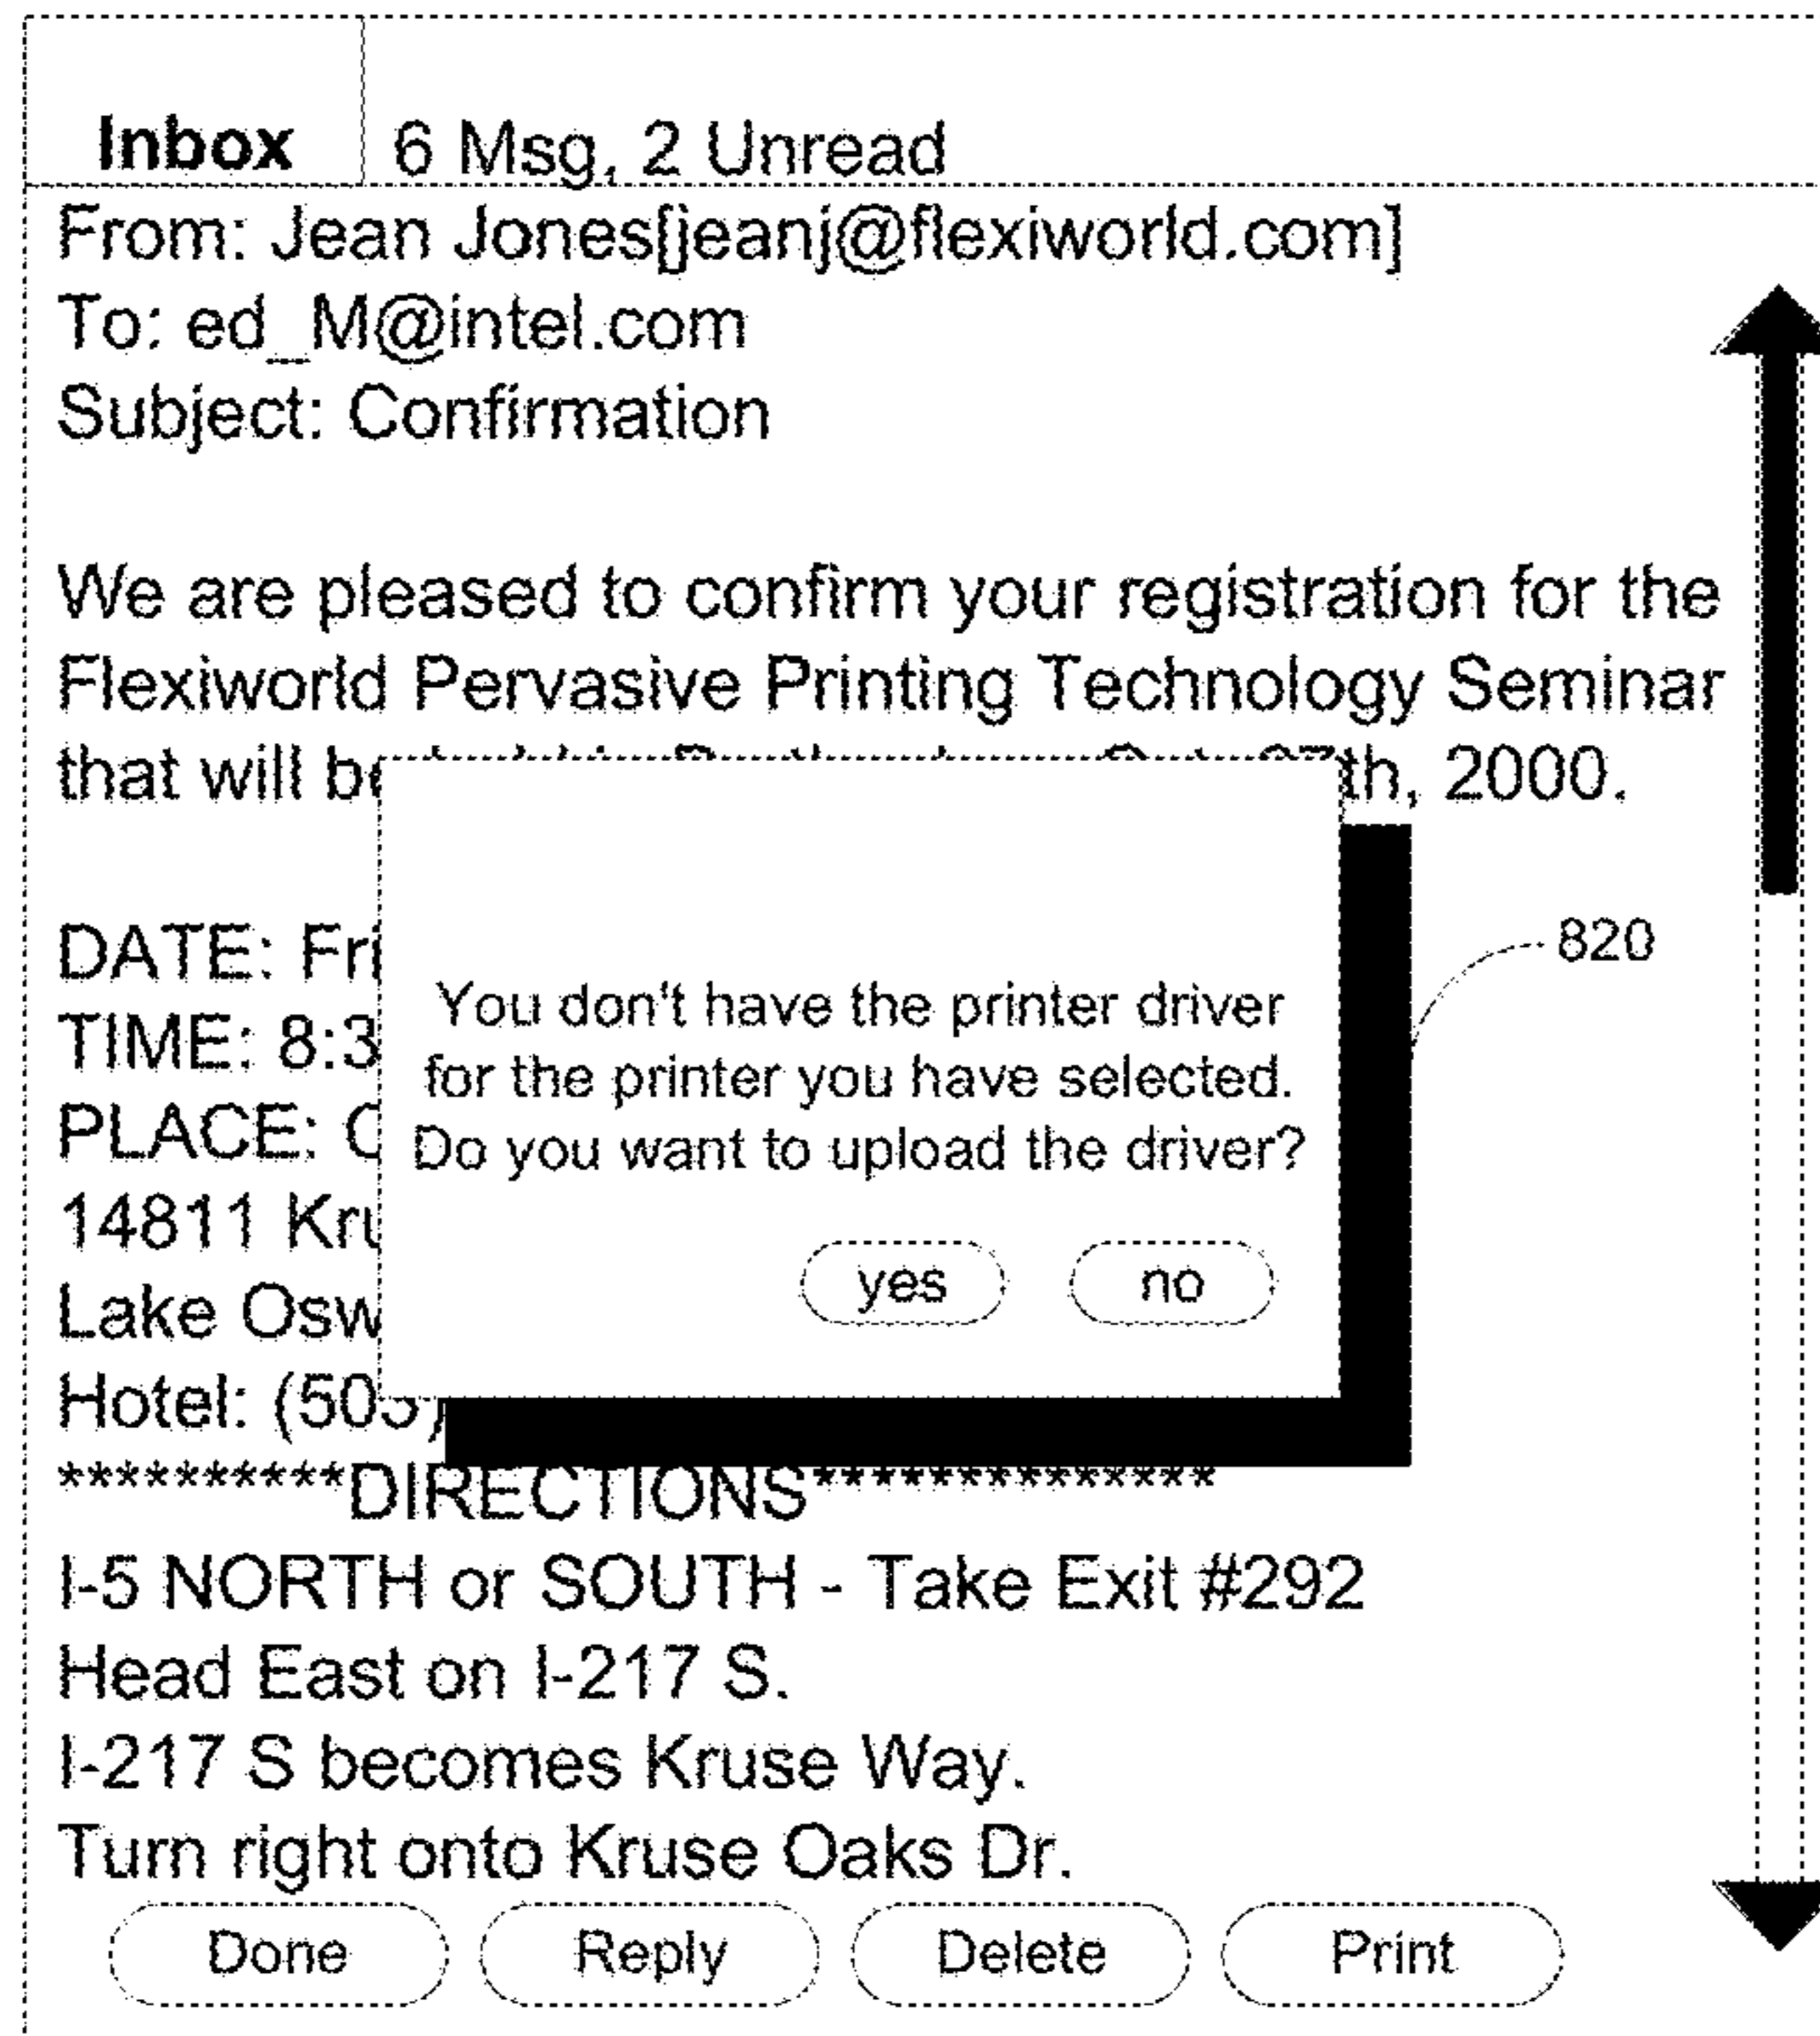 Inbox 6 Msg, 2 Unread
From: Jean Jones[jeanj@flexiworld.com]
To: ed_M@intel.com
Subject: Confirmation
We are pleased to confirm your registration for the
Flexiworld Pervasive Printing Technology Seminar
that will be th, 2000.
DATE: Fri
820
TIME: 8:3
PLACE:
14811 Kru
Lake Osw
Hotel: (503)
You don't have the printer driver
for the printer you have selected.
Do you want to upload the driver?
yes no
**********DIRECTIONS**************
I-5 NORTH or SOUTH - Take Exit #292
Head East on I-217 S.
I-217 S becomes Kruse Way.
Turn right onto Kruse Oaks Dr.
Done Reply Delete Print